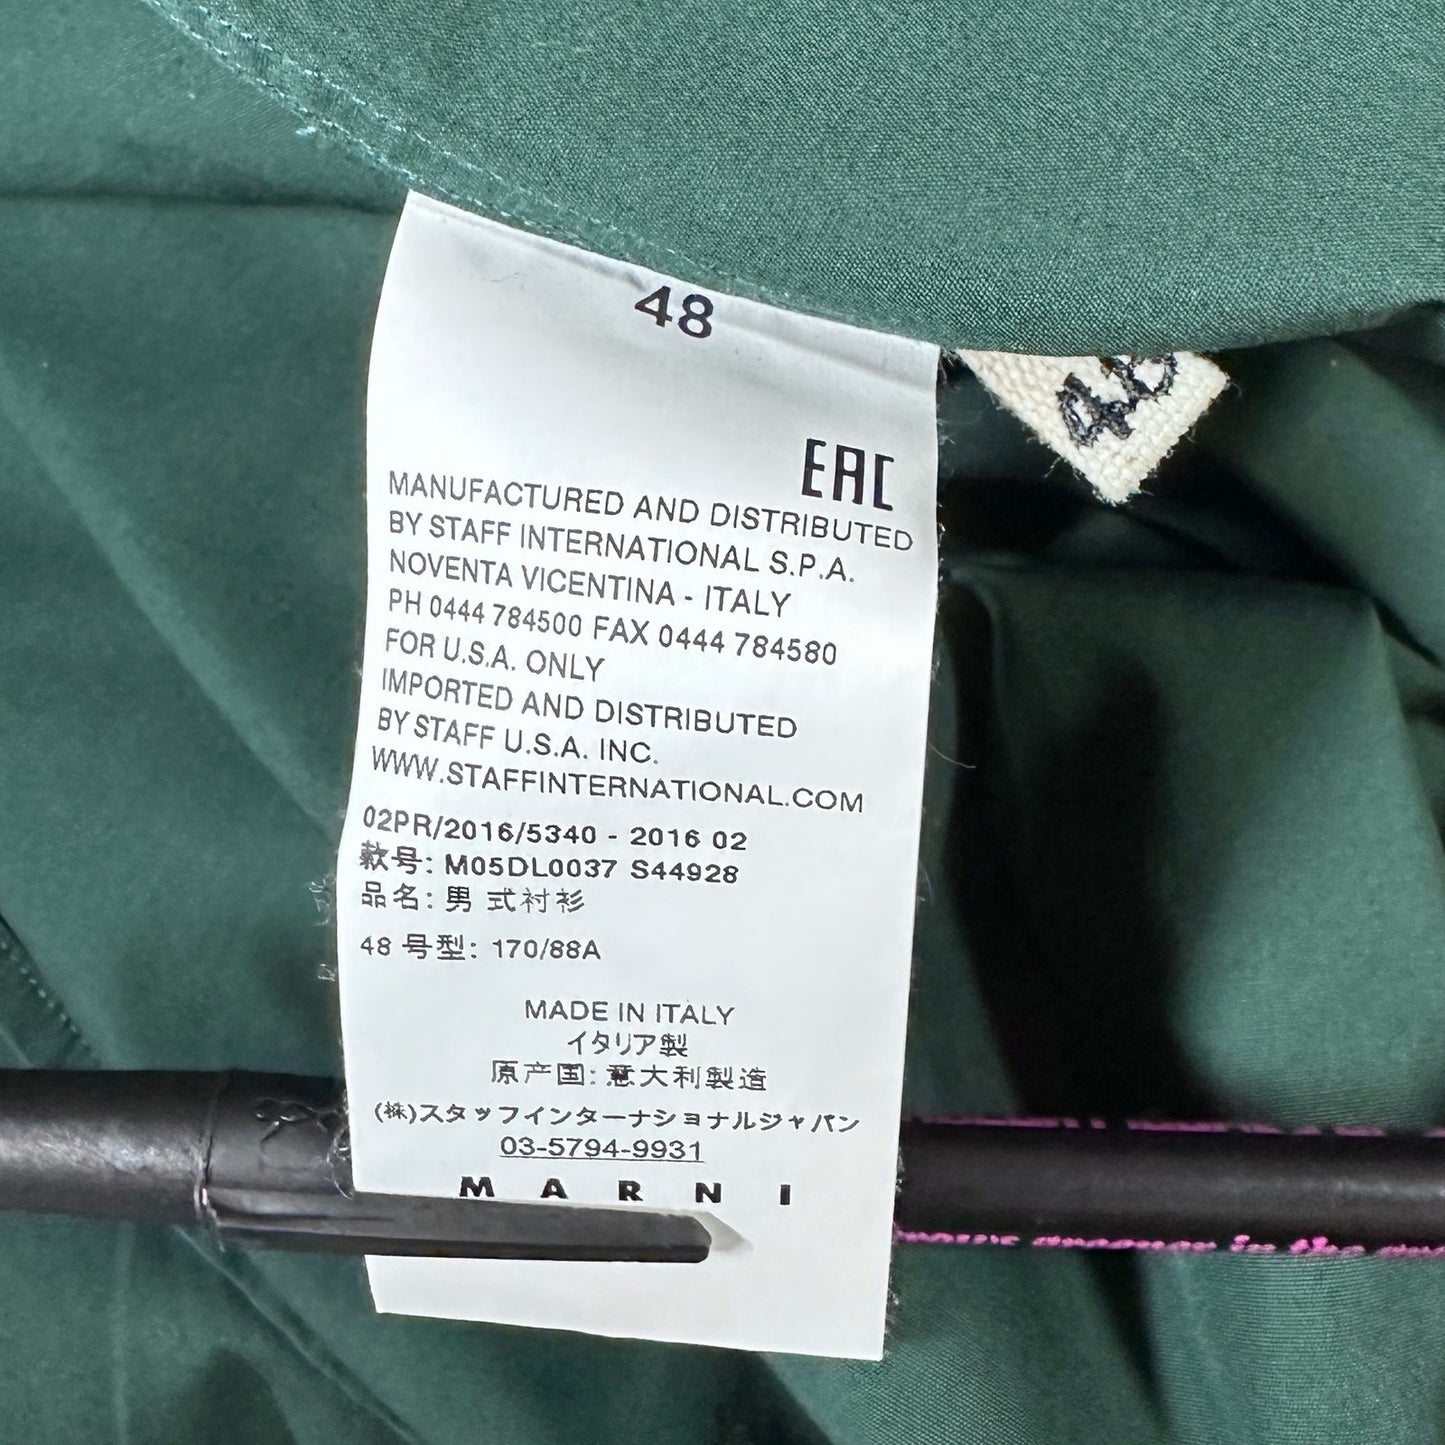 48
48
EAC
MANUFACTURED AND DISTRIBUTED
BY STAFF INTERNATIONAL S.P.A.
NOVENTA VICENTINA - ITALY
PH 0444 784500 FAX 0444 784580
FOR U.S.A. ONLY
IMPORTED AND DISTRIBUTED
BY STAFF U.S.A. INC.
WWW.STAFFINTERNATIONAL.COM
02PR/2016/5340 - 2016 02
款号: M05DL0037 S44928
品名: 男 式衬衫
48 号型: 170/88A
MADE IN ITALY
イタリア製
原产国: 意大利製造
(株)スタッフインターナショナルジャパン
03-5794-9931
MARNI